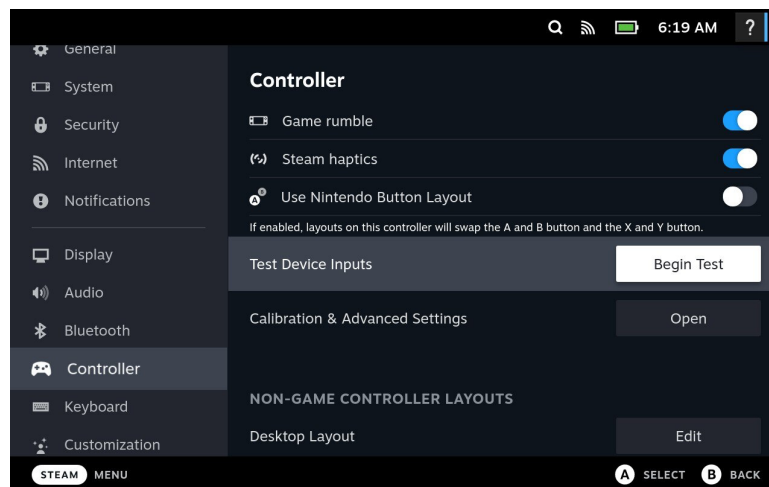 6:19 AM ?
General
System
Security
Internet
Notifications
Display
Audio
Bluetooth
Controller
Keyboard
Customization
Controller
Game rumble
Steam haptics
Use Nintendo Button Layout
If enabled, layouts on this controller will swap the A and B button and the X and Y button.
Test Device Inputs Begin Test
Calibration & Advanced Settings Open
NON-GAME CONTROLLER LAYOUTS
Desktop Layout Edit
STEAM MENU
A SELECT B BACK